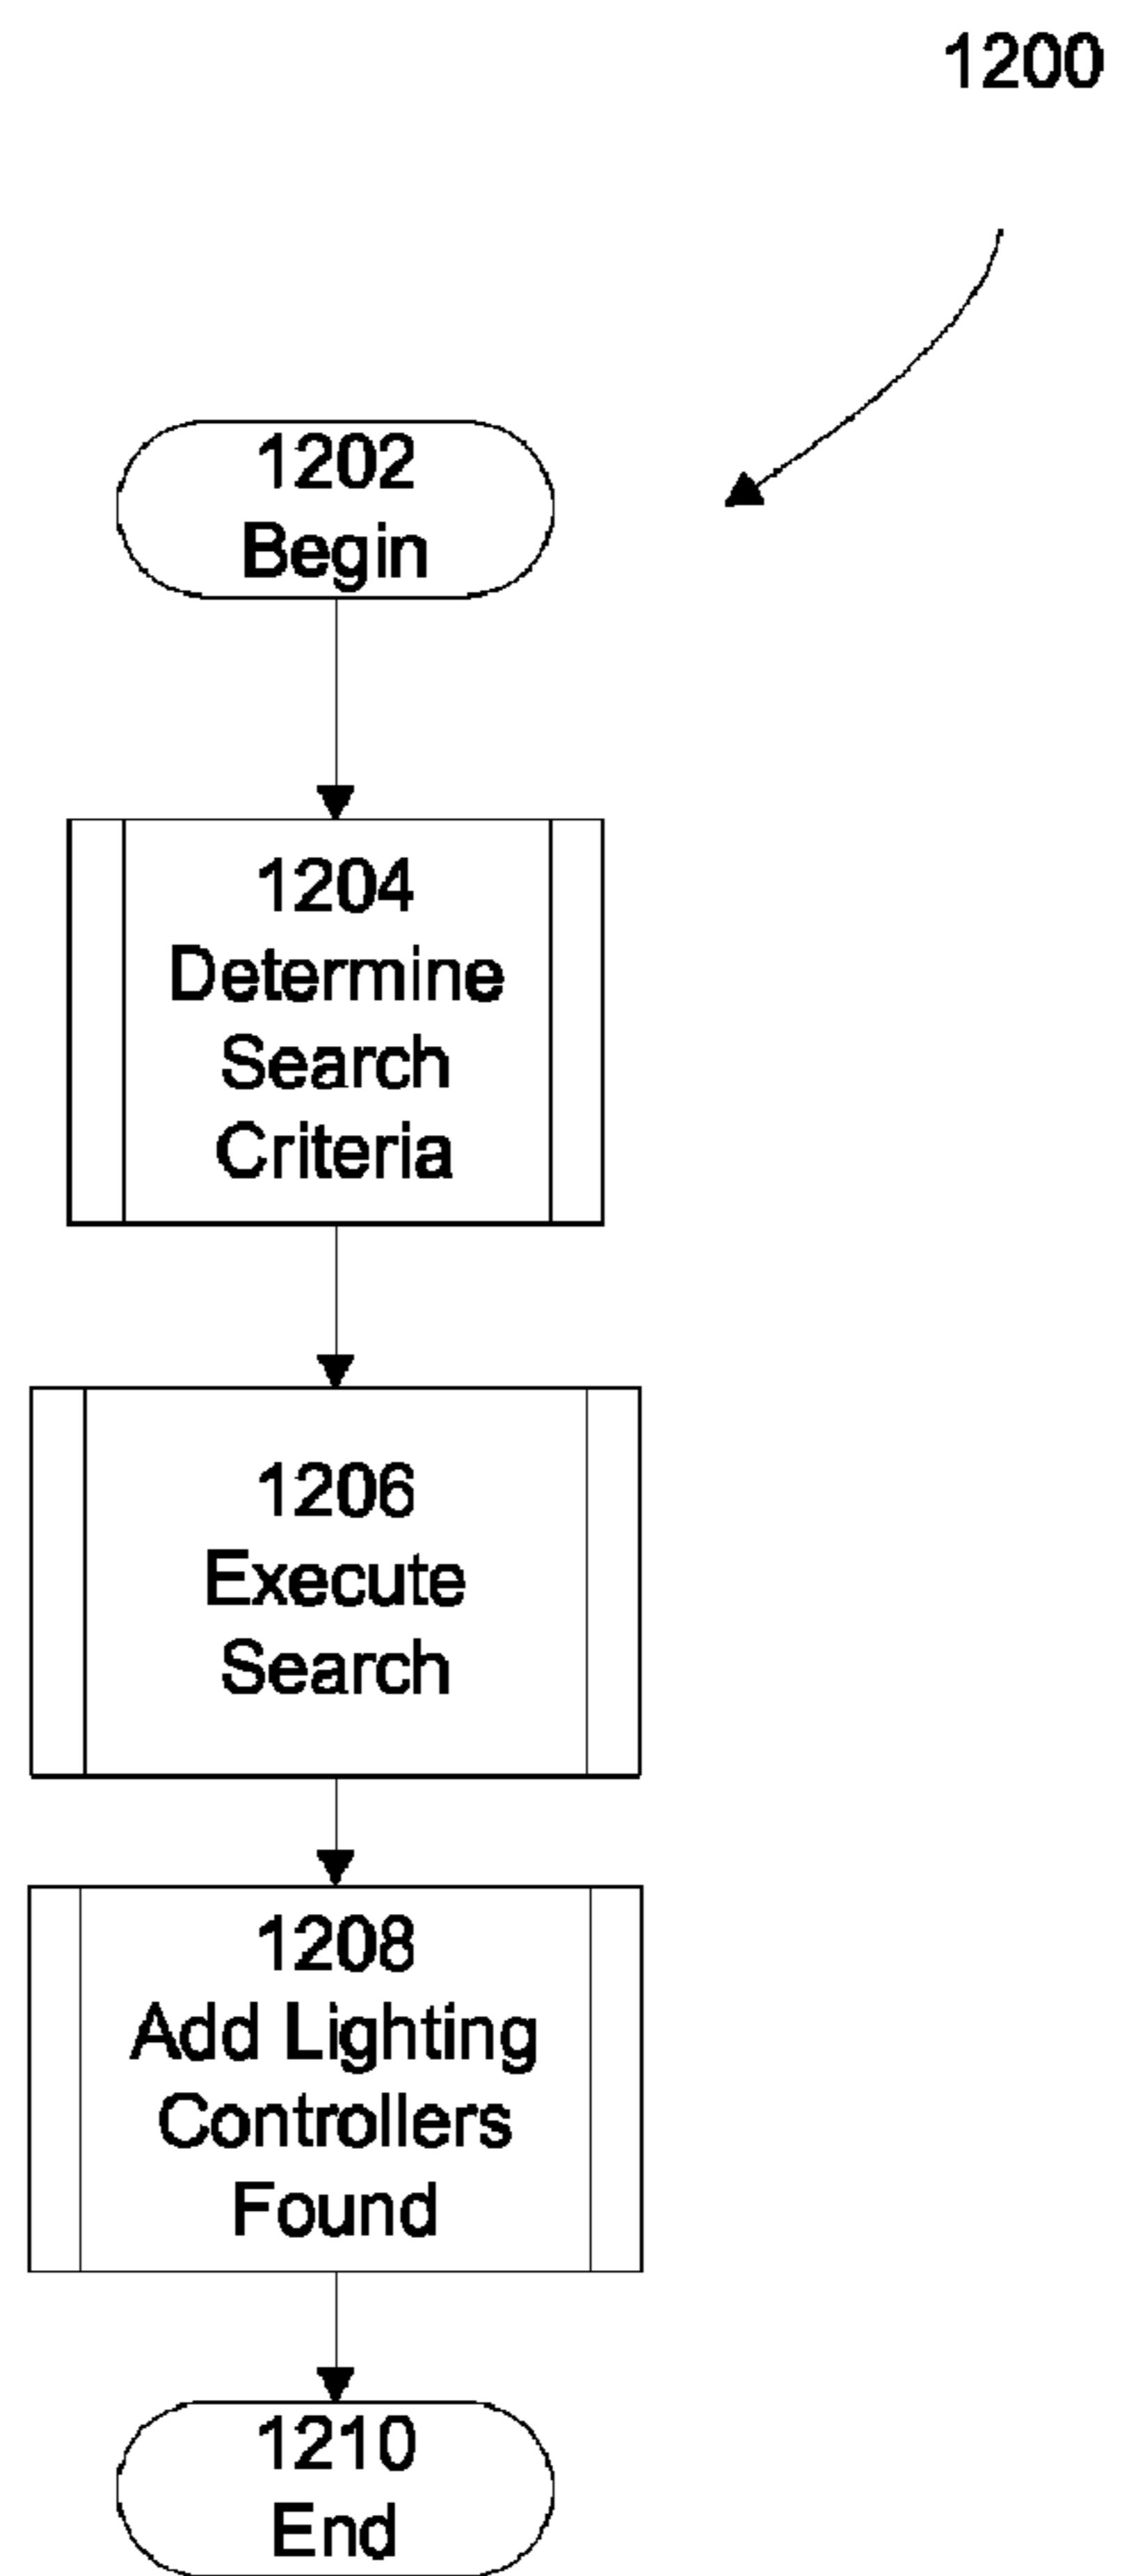 1200
1202
Begin
1204
Determine
Search
Criteria
1206
Execute
Search
1208
Add Lighting
Controllers
Found
1210
End